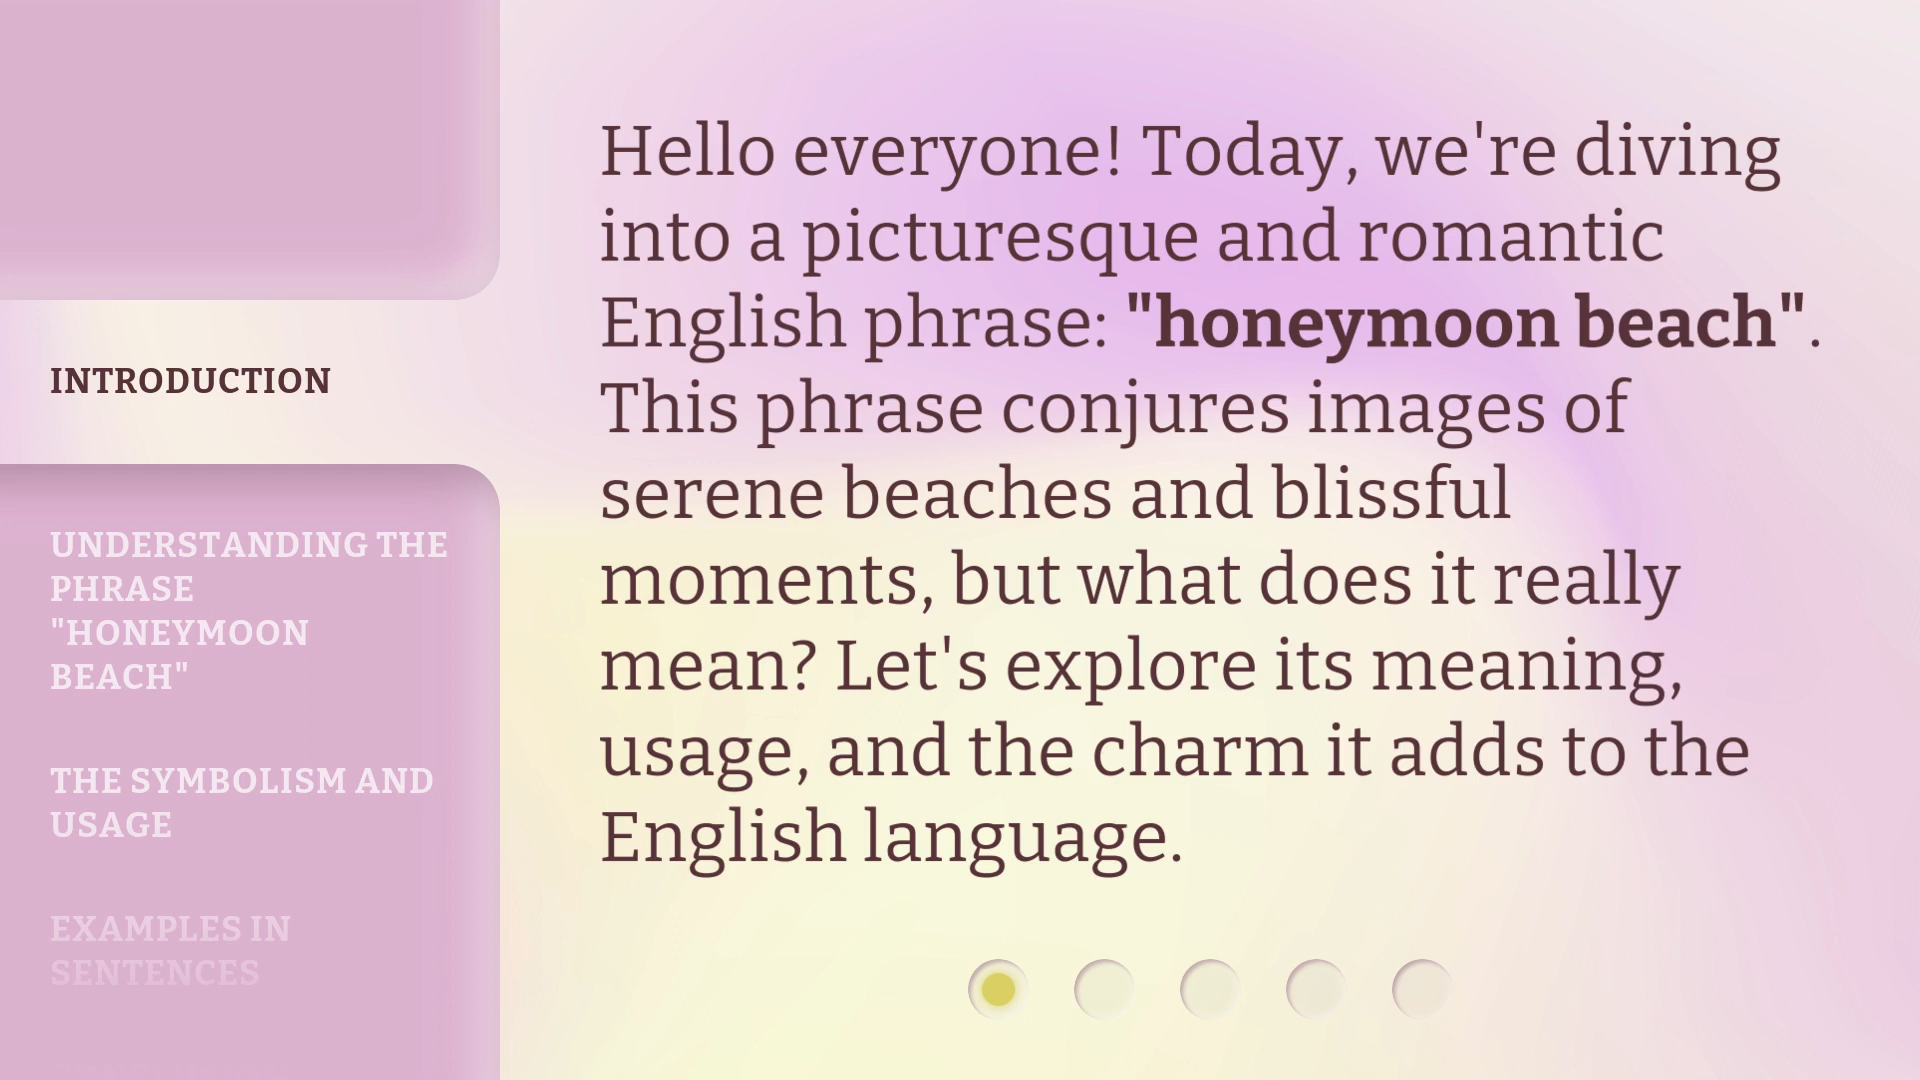 INTRODUCTION
UNDERSTANDING THE
PHRASE
"HONEYMOON
BEACH"
THE SYMBOLISM AND
USAGE
EXAMPLES IN
SENTENCES
Hello everyone! Today, we're diving
into a picturesque and romantic
English phrase: "honeymoon beach".
This phrase conjures images of
serene beaches and blissful
moments, but what does it really
mean? Let's explore its meaning,
usage, and the charm it adds to the
English language.